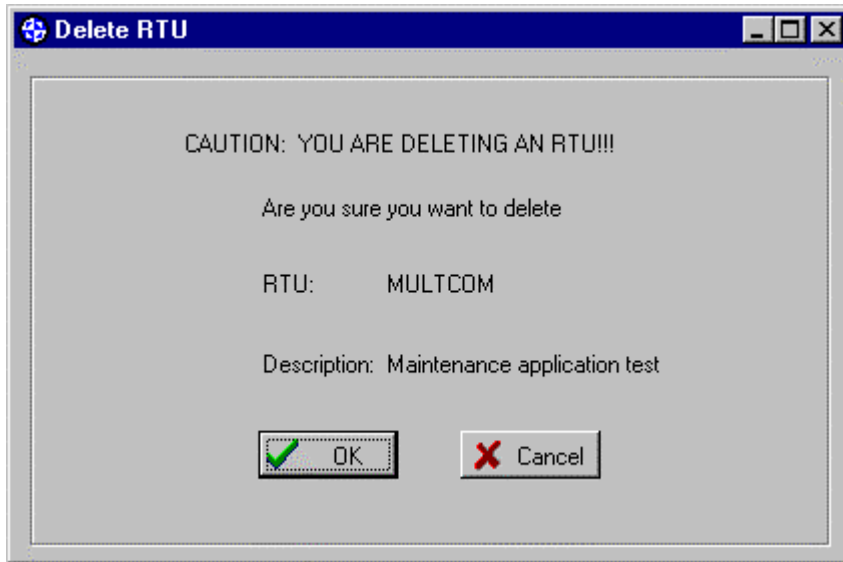 Delete RTU
CAUTION: YOU ARE DELETING AN RTU!!!
Are you sure you want to delete
RTU: MULTCOM
Description: Maintenance application test
OK Cancel